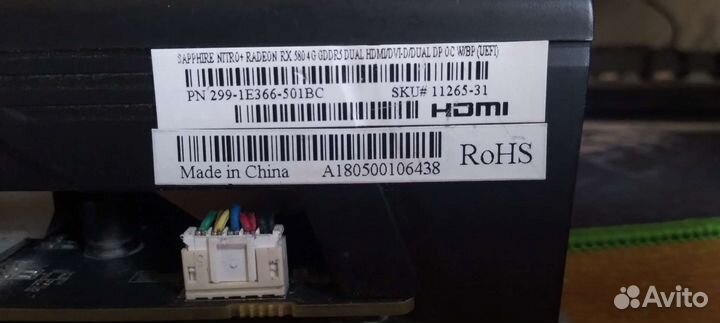 SAPPHIRE NITRO+ RADEON RX 580 4G GDDR5 DUAL HDMI/DVI-D/DUAL DP OC W/BP (UEFI)
PN 299-1E366-501BC SKU# 11265-31
HDMI
Made in China A180500106438 RoHS
Avito